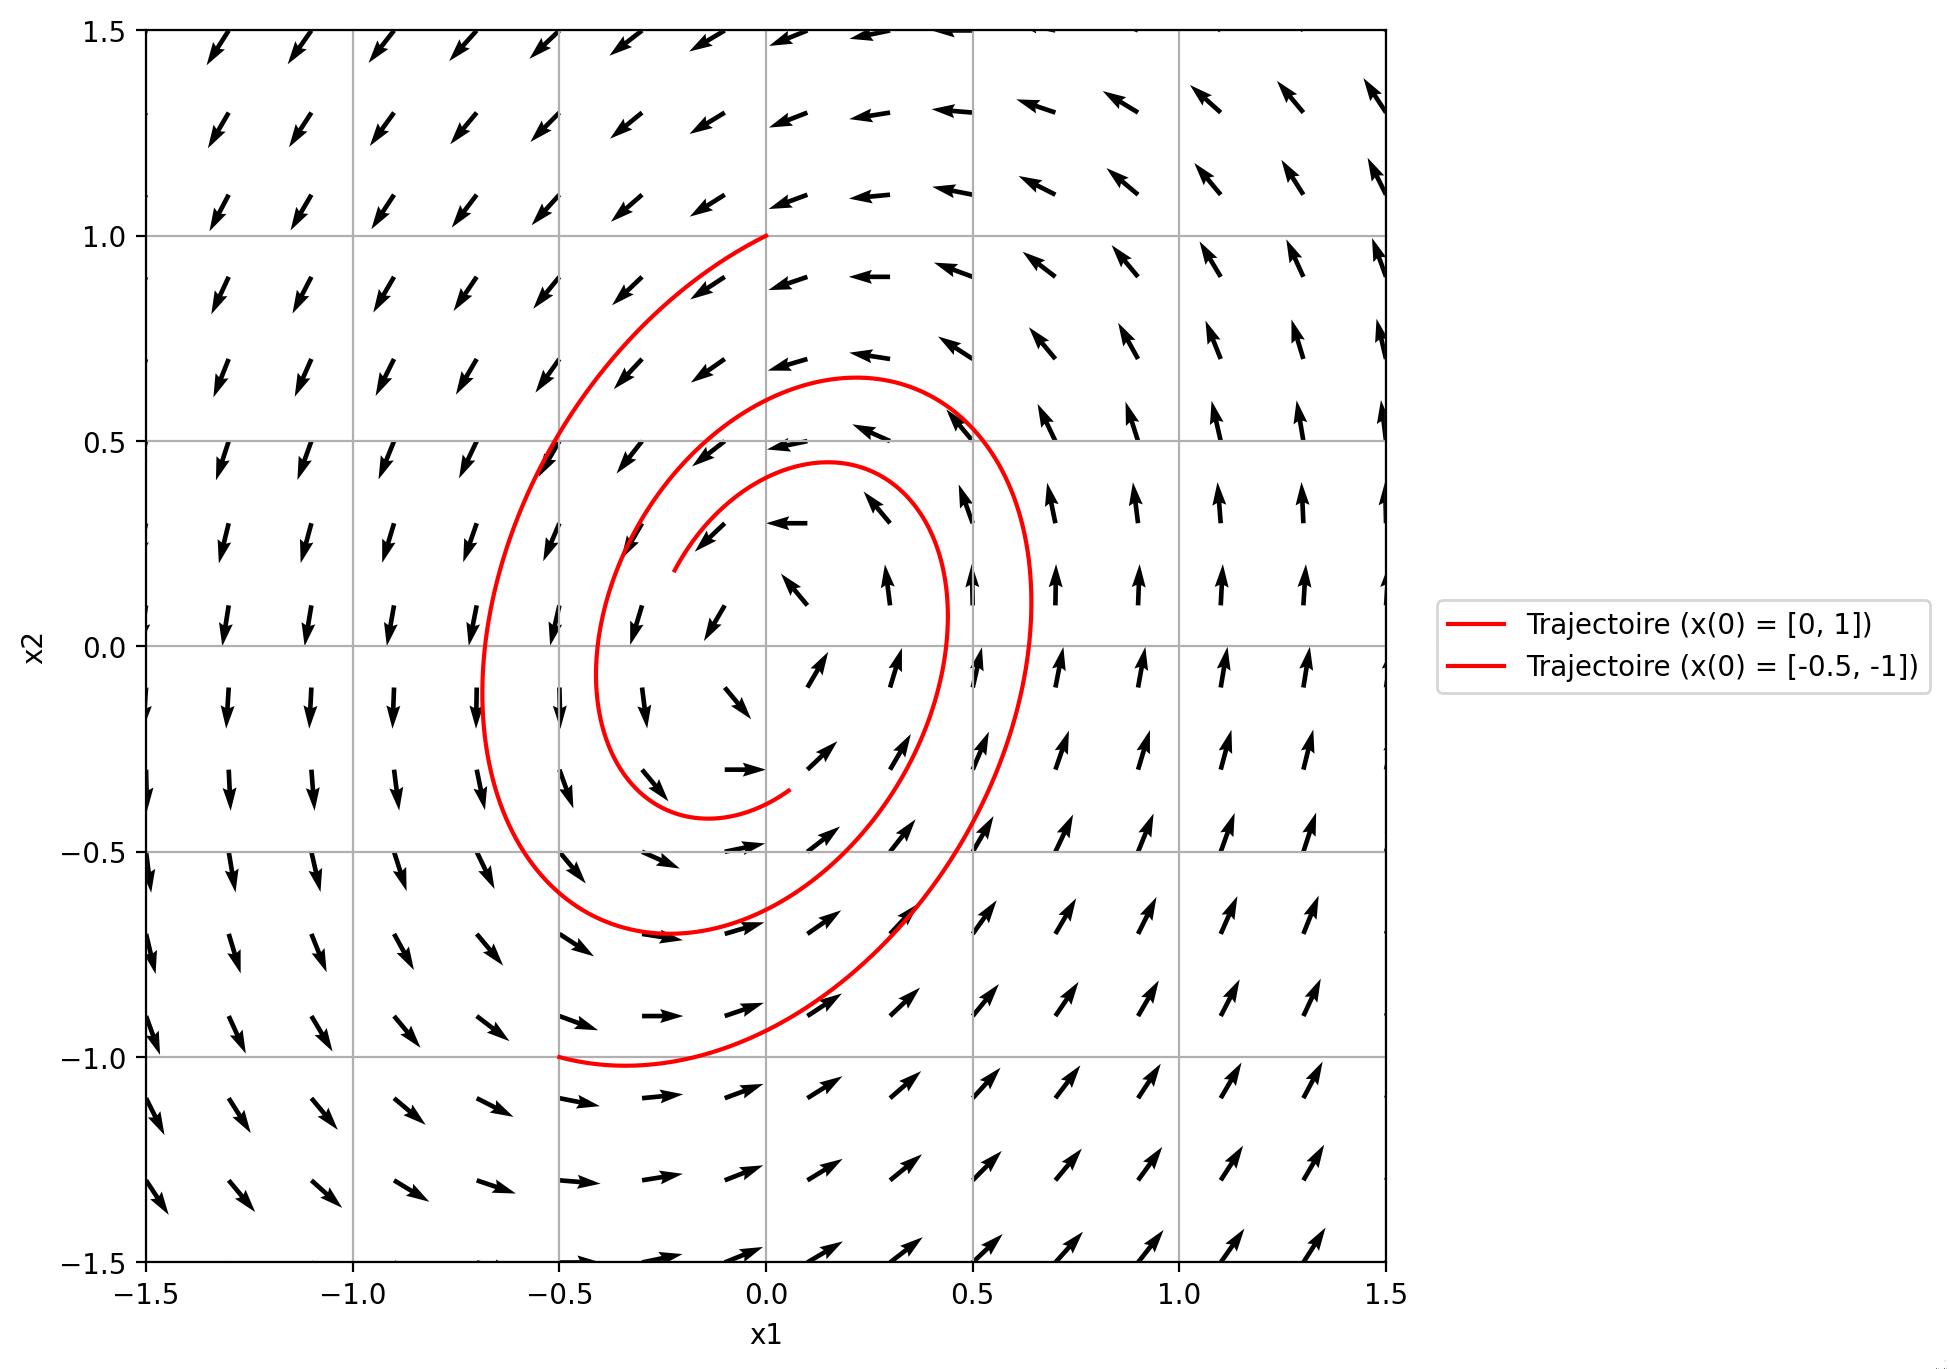 1.5
1.0
0.5
0.0
−0.5
−1.0
−1.5
x2
−1.5 −1.0 −0.5 0.0 0.5 1.0 1.5
x1
Trajectoire (x(0) = [0, 1])
Trajectoire (x(0) = [-0.5, -1])